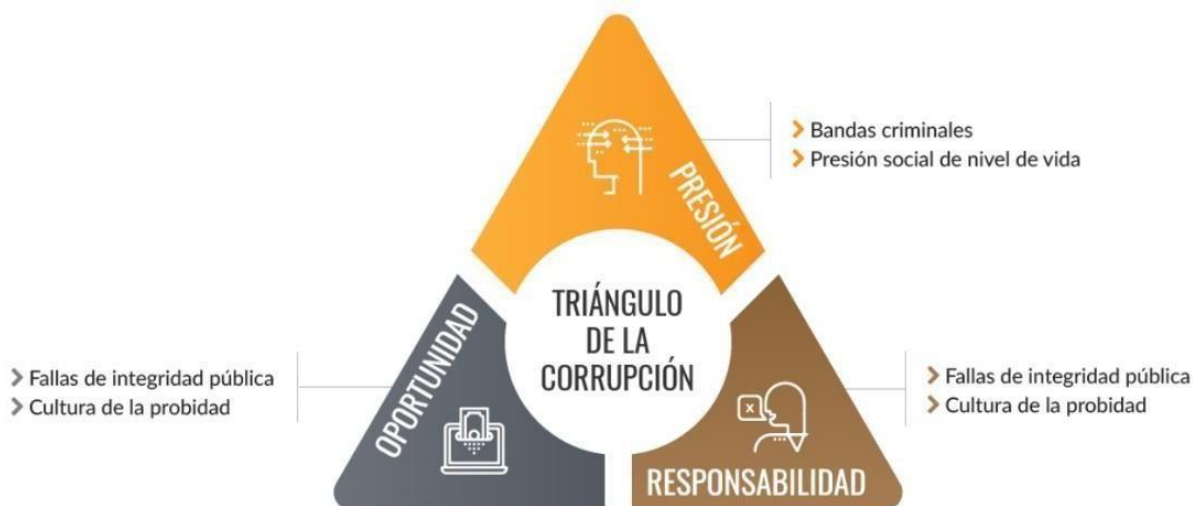 Bandas criminales
Presión social de nivel de vida
PRESIÓN
TRIÁNGULO
DE LA
CORRUPCIÓN
OPORTUNIDAD
Fallas de integridad pública
Cultura de la probidad
Fallas de integridad pública
Cultura de la probidad
x
RESPONSABILIDAD